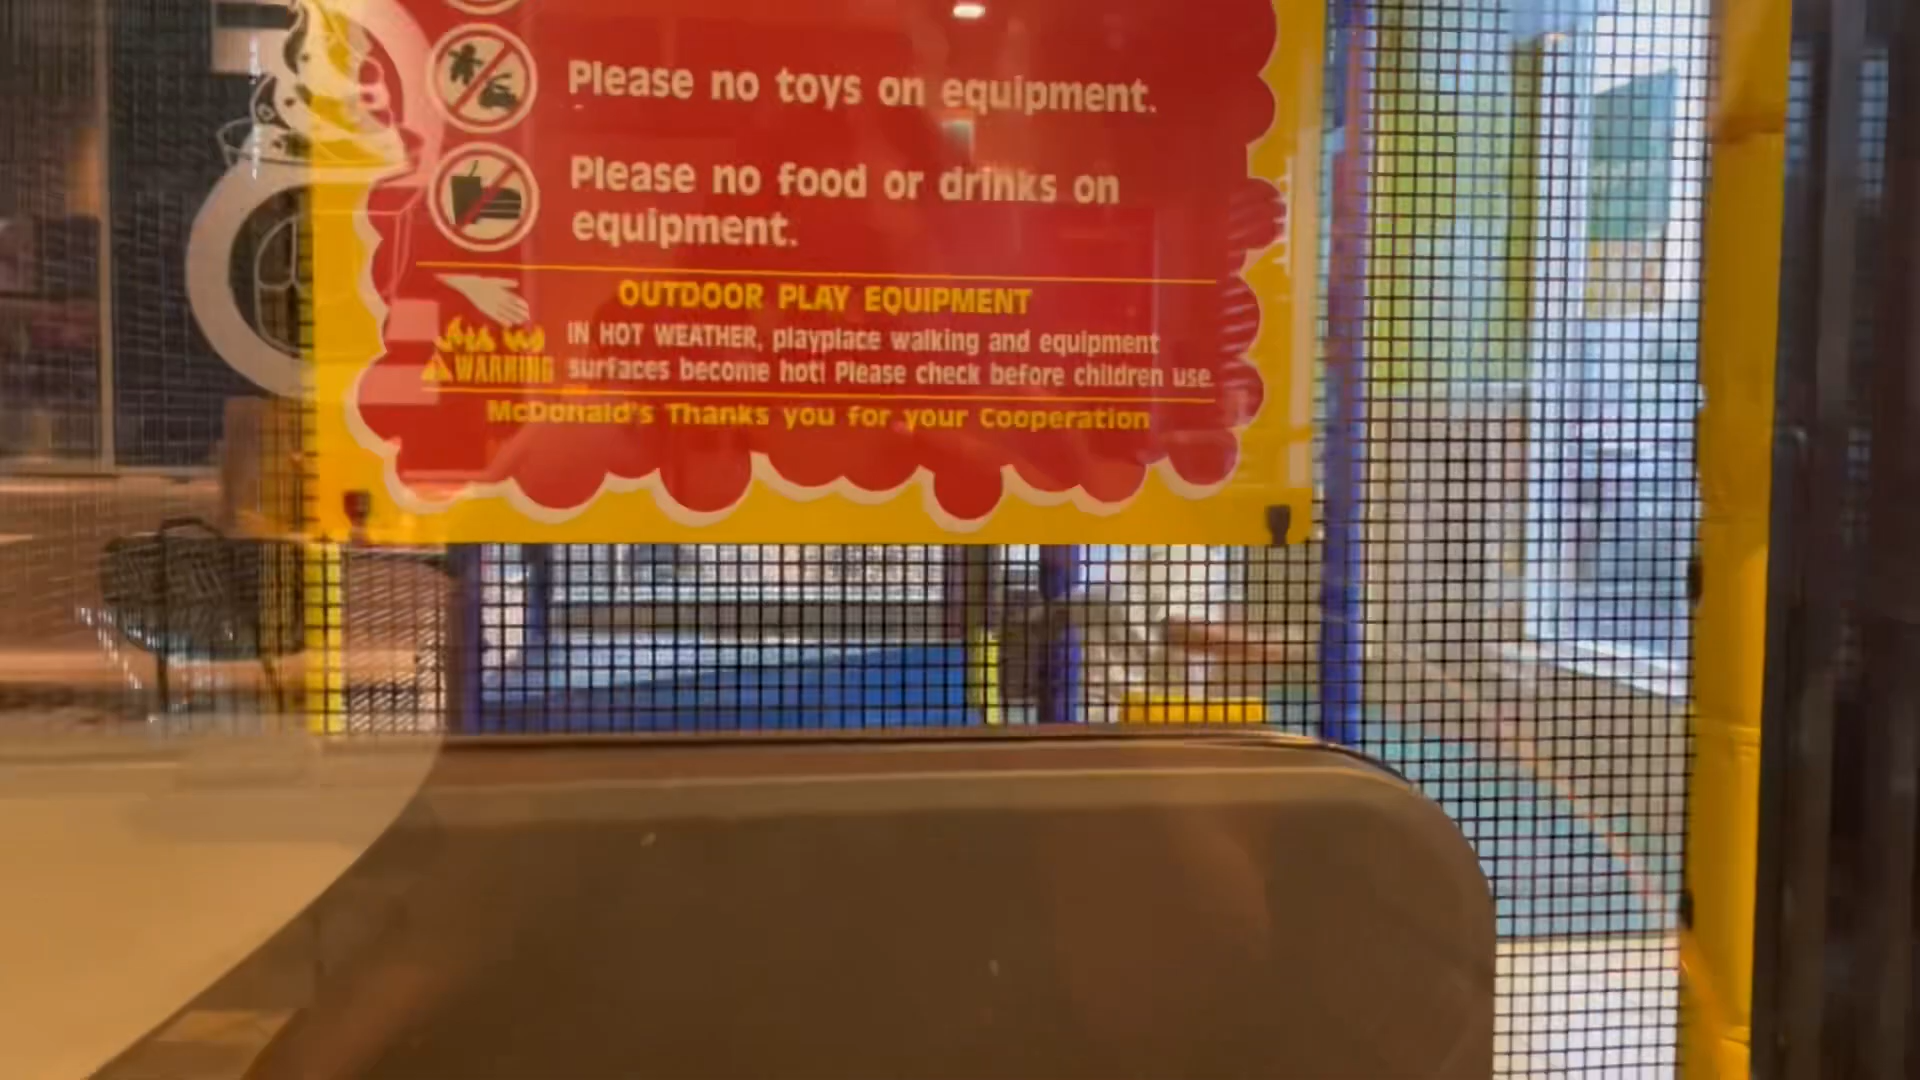 Please no toys on equipment.
Please no food or drinks on
equipment.
OUTDOOR PLAY EQUIPMENT
IN HOT WEATHER, playplace walking and equipment
WARNING surfaces become hot! Please check before children use.
McDonald's Thanks you for your Cooperation